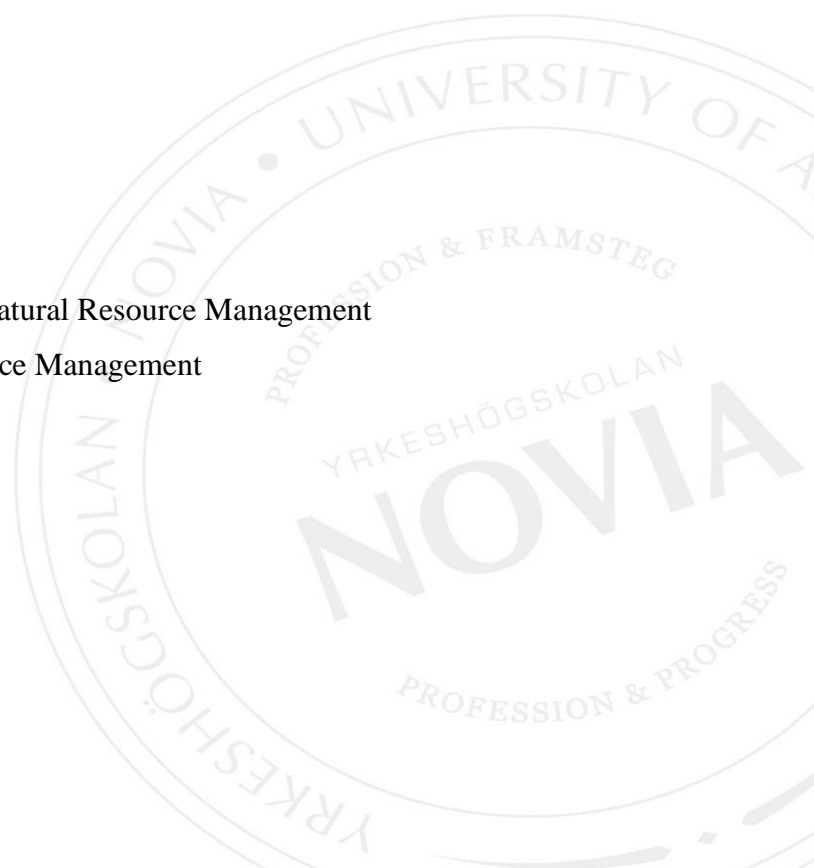 UNIVERSITY OF A
YRKESHÖGSKOLAN • NOVIA •
PROFESSION & FRAMSTEG
atural Resource Management
ce Management
YRKESHÖGSKOLAN
NOVIA
PROFESSION & PROGRESS